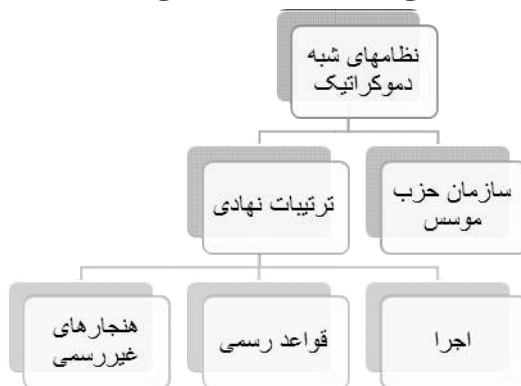 نظامهای شبه
دموکراتیک
سازمان حزب
موسس
ترتیبات نهادی
اجرا
قواعد رسمی
هنجارهای
غیررسمی